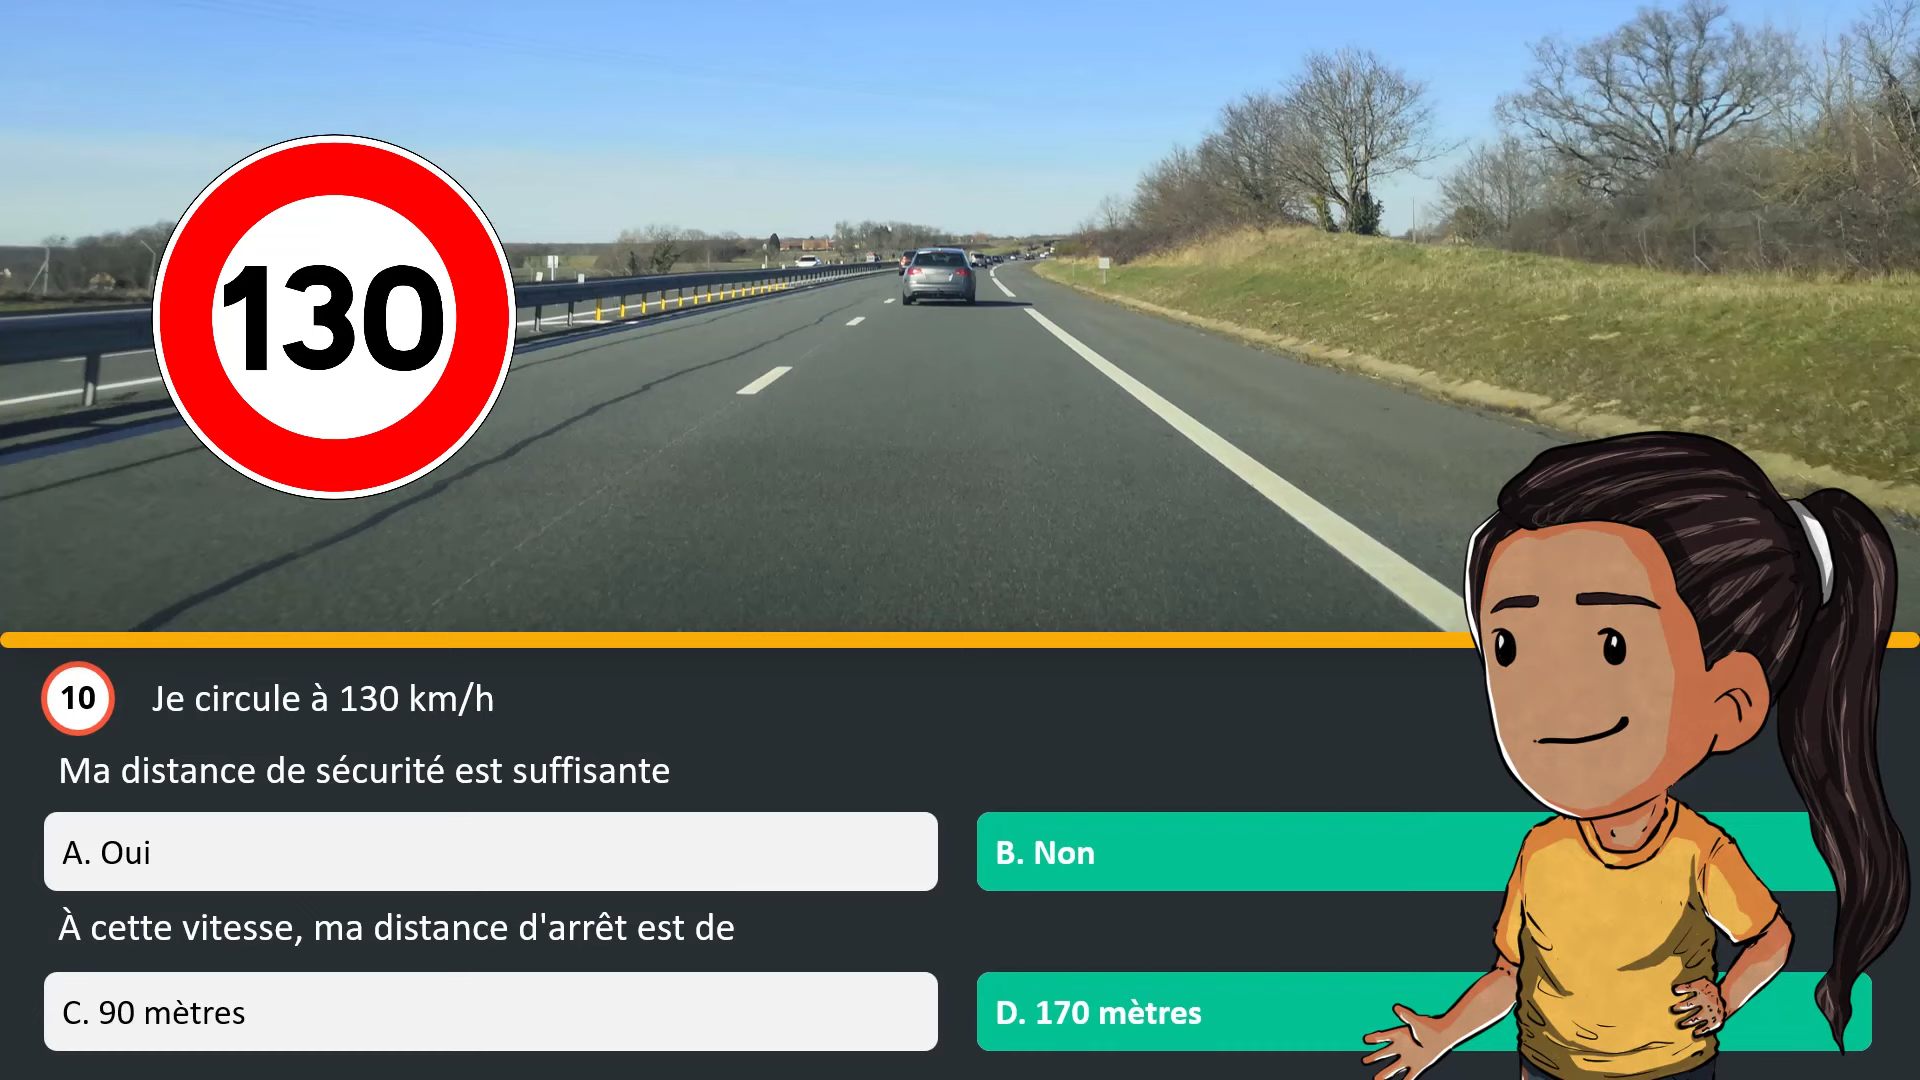 130
10 Je circule à 130 km/h
Ma distance de sécurité est suffisante
A. Oui
B. Non
À cette vitesse, ma distance d'arrêt est de
C. 90 mètres
D. 170 mètres